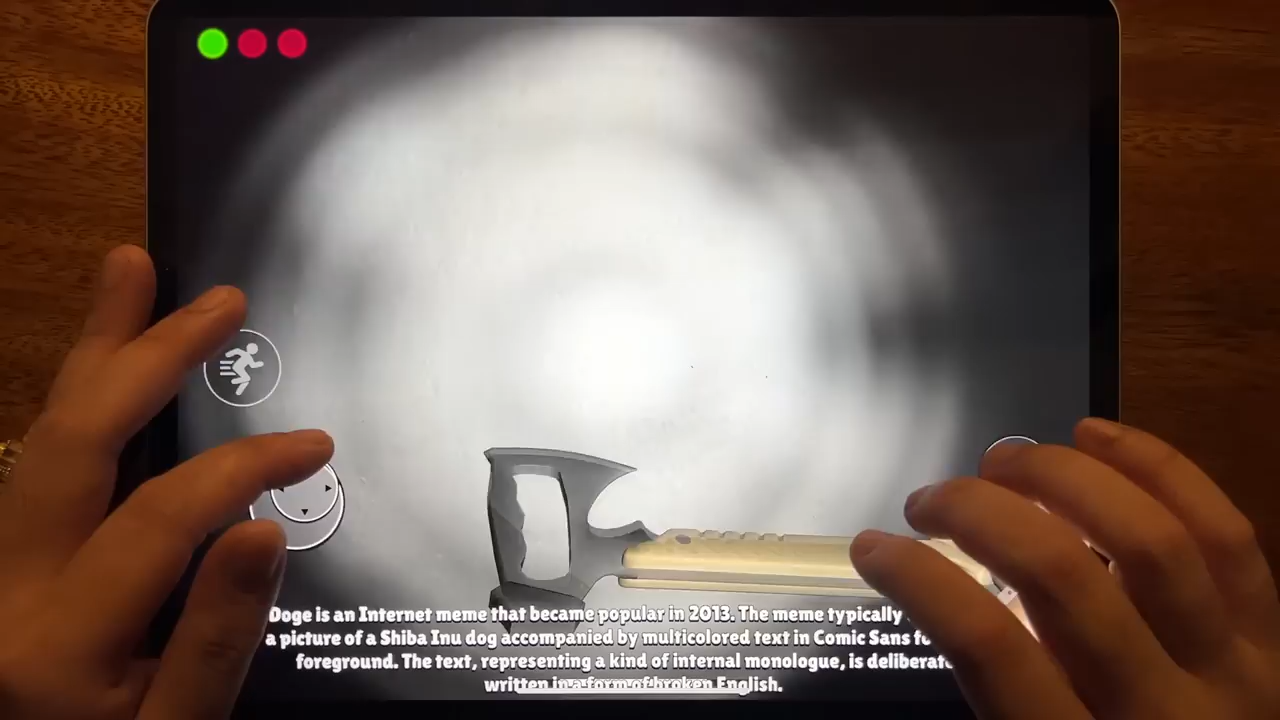 Doge is an Internet meme that became popular in 2013. The meme typically
a picture of a Shiba Inu dog accompanied by multicolored text in Comic Sans
foreground. The text, representing a kind of internal monologue, is
written in a form of broken English.